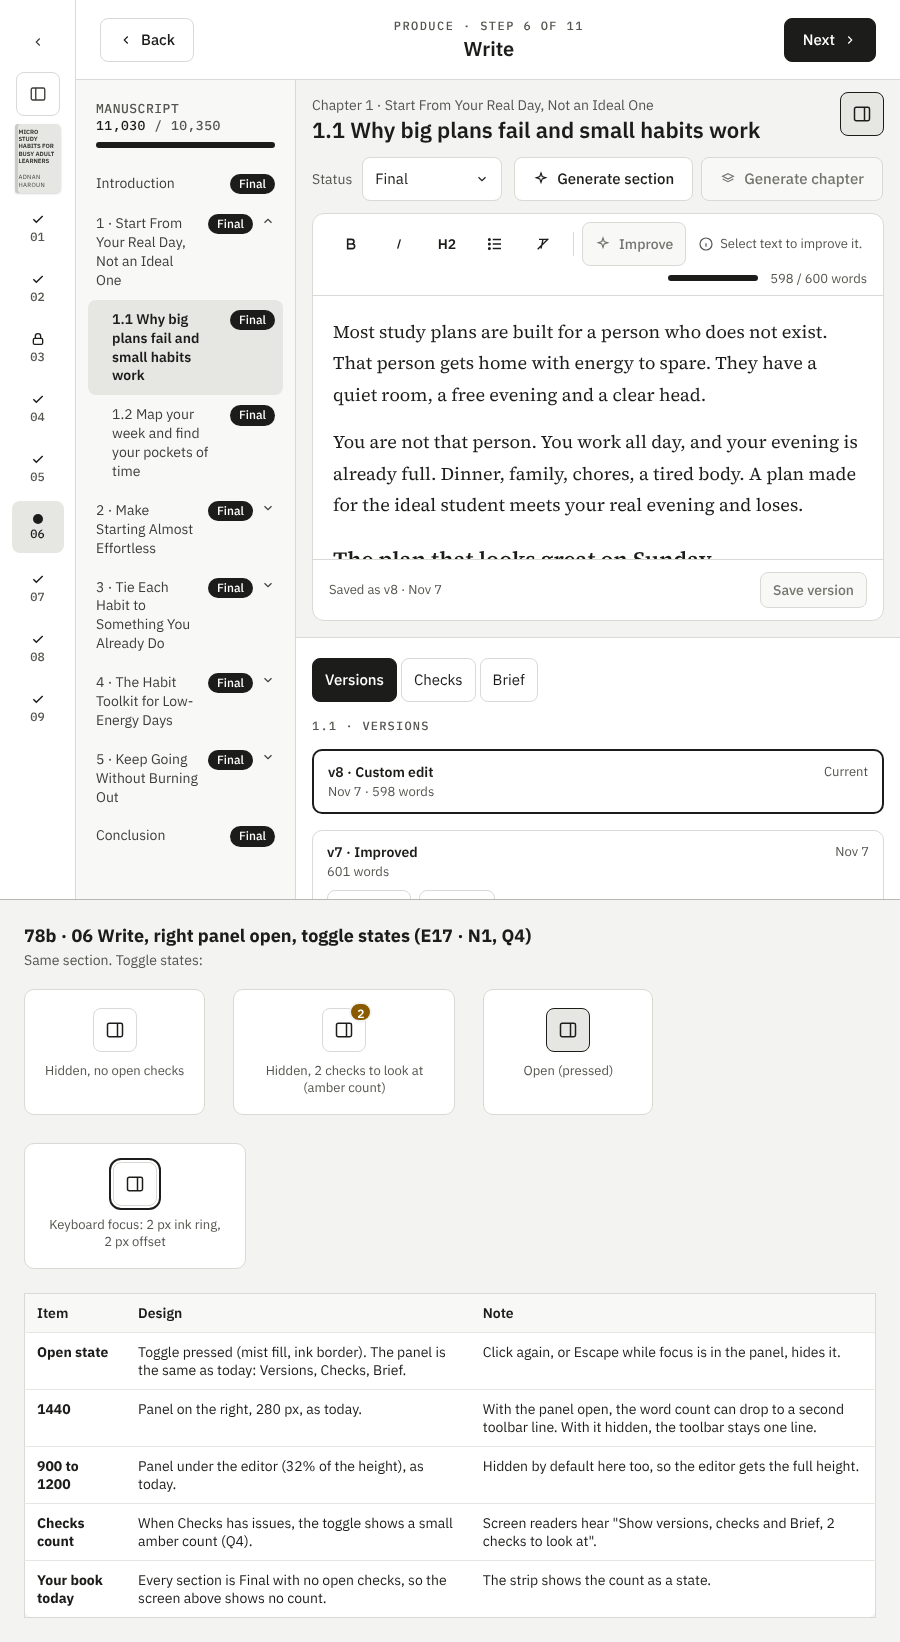 Back
PRODUCE · STEP 6 OF 11
Write
Next
MICRO
STUDY
HABITS FOR
BUSY ADULT
LEARNERS
ADNAN
HAROUN
01
02
03
04
05
06
07
08
09
MANUSCRIPT
11,030 / 10,350
Introduction
Final
1 · Start From
Your Real Day,
Not an Ideal
One
Final
1.1 Why big
plans fail and
small habits
work
Final
1.2 Map your
week and find
your pockets of
time
Final
2 · Make
Starting Almost
Effortless
Final
3 · Tie Each
Habit to
Something You
Already Do
Final
4 · The Habit
Toolkit for Low-
Energy Days
Final
5 · Keep Going
Without Burning
Out
Final
Conclusion
Final
Chapter 1 · Start From Your Real Day, Not an Ideal One
1.1 Why big plans fail and small habits work
Status
Final
Generate section
Generate chapter
B I H2
Improve
Select text to improve it.
598 / 600 words
Most study plans are built for a person who does not exist.
That person gets home with energy to spare. They have a
quiet room, a free evening and a clear head.
You are not that person. You work all day, and your evening is
already full. Dinner, family, chores, a tired body. A plan made
for the ideal student meets your real evening and loses.
The plan that looks great on Sunday
Saved as v8 · Nov 7
Save version
Versions
Checks
Brief
1.1 · VERSIONS
v8 · Custom edit
Current
Nov 7 · 598 words
v7 · Improved
Nov 7
601 words
78b · 06 Write, right panel open, toggle states (E17 · N1, Q4)
Same section. Toggle states:
Hidden, no open checks
2
Hidden, 2 checks to look at
(amber count)
Open (pressed)
Keyboard focus: 2 px ink ring,
2 px offset
Item
Design
Note
Open state
Toggle pressed (mist fill, ink border). The panel is
the same as today: Versions, Checks, Brief.
Click again, or Escape while focus is in the panel, hides it.
1440
Panel on the right, 280 px, as today.
With the panel open, the word count can drop to a second
toolbar line. With it hidden, the toolbar stays one line.
900 to
1200
Panel under the editor (32% of the height), as
today.
Hidden by default here too, so the editor gets the full height.
Checks
count
When Checks has issues, the toggle shows a small
amber count (Q4).
Screen readers hear "Show versions, checks and Brief, 2
checks to look at".
Your book
today
Every section is Final with no open checks, so the
screen above shows no count.
The strip shows the count as a state.